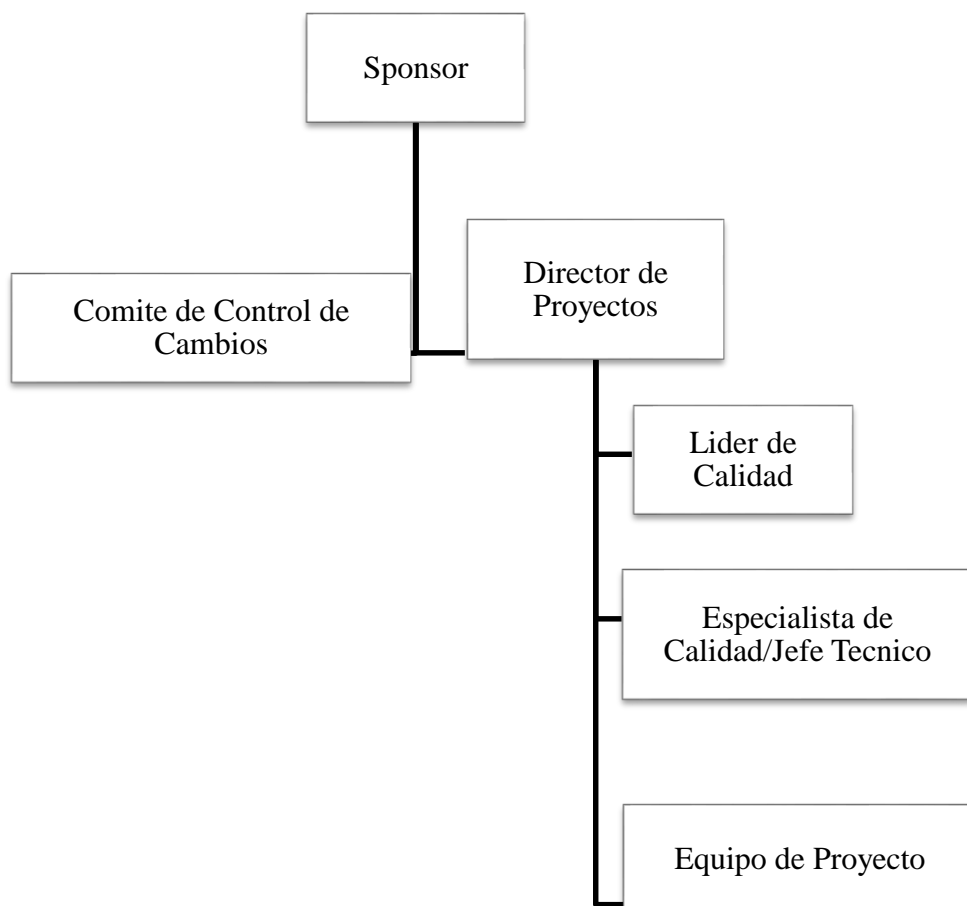 Sponsor
Director de
Proyectos
Comite de Control de
Cambios
Lider de
Calidad
Especialista de
Calidad/Jefe Tecnico
Equipo de Proyecto